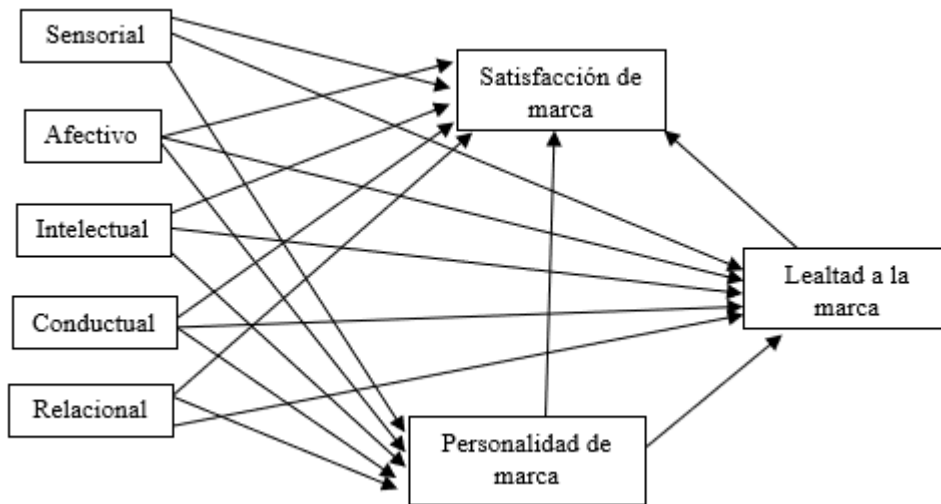 Sensorial
Afectivo
Intelectual
Conductual
Relacional
Satisfacción de
marca
Lealtad a la
marca
Personalidad de
marca